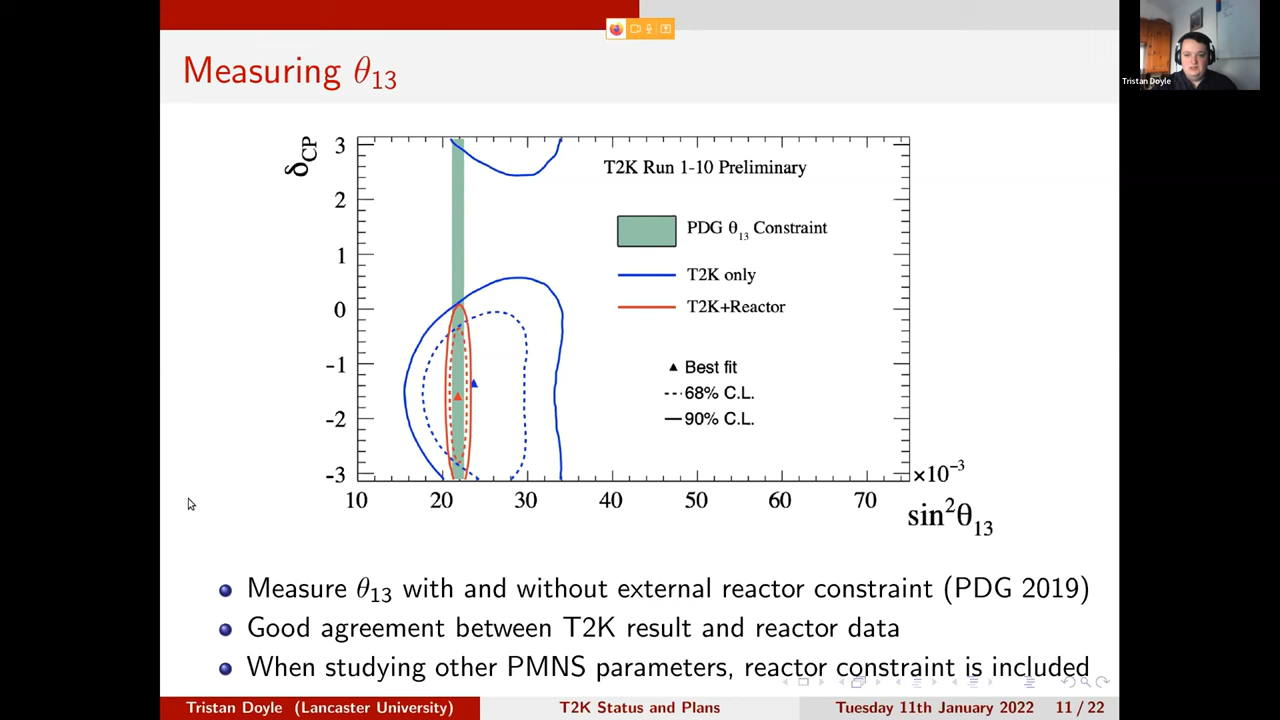 Measuring θ13
Tristan Doyle
δCP
3
2
1
0
-1
-2
-3
10
20
30
40
50
60
70
×10⁻³
sin²θ13
T2K Run 1-10 Preliminary
PDG θ13 Constraint
T2K only
T2K+Reactor
Best fit
68% C.L.
90% C.L.
Measure θ13 with and without external reactor constraint (PDG 2019)
Good agreement between T2K result and reactor data
When studying other PMNS parameters, reactor constraint is included
Tristan Doyle (Lancaster University)
T2K Status and Plans
Tuesday 11th January 2022
11 / 22